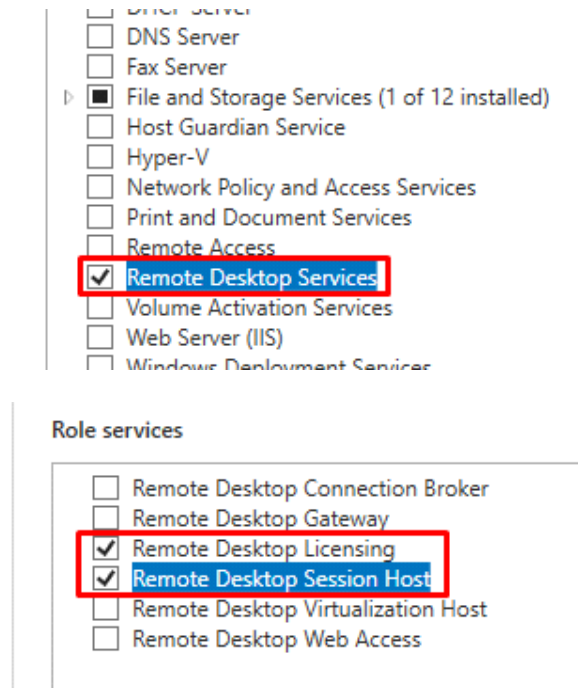 DNS Server
Fax Server
File and Storage Services (1 of 12 installed)
Host Guardian Service
Hyper-V
Network Policy and Access Services
Print and Document Services
Remote Access
Remote Desktop Services
Volume Activation Services
Web Server (IIS)
Windows Deployment Services
Role services
Remote Desktop Connection Broker
Remote Desktop Gateway
Remote Desktop Licensing
Remote Desktop Session Host
Remote Desktop Virtualization Host
Remote Desktop Web Access